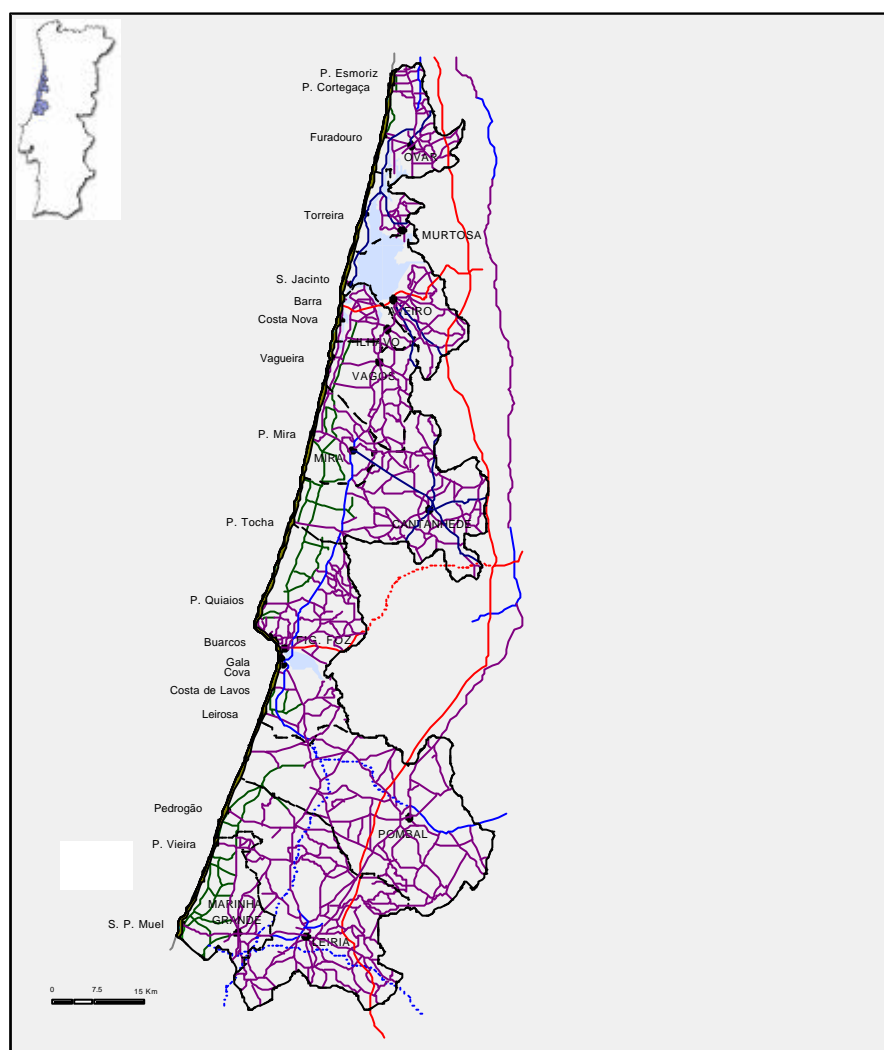 P. Esmoriz
P. Cortegaça
Furadouro
OVAR
Torreira
MURTOSA
S. Jacinto
Barra
AVEIRO
Costa Nova
ILHAVO
Vagueira
VAGOS
P. Mira
MIRA
P. Tocha
CANTANHEDE
P. Quiaios
Buarcos
FIG. FOZ
Gala
Cova
Costa de Lavos
Leirosa
Pedrogão
POMBAL
P. Vieira
MARINHA
GRANDE
S. P. Muel
LEIRIA
0 7.5 15 Km